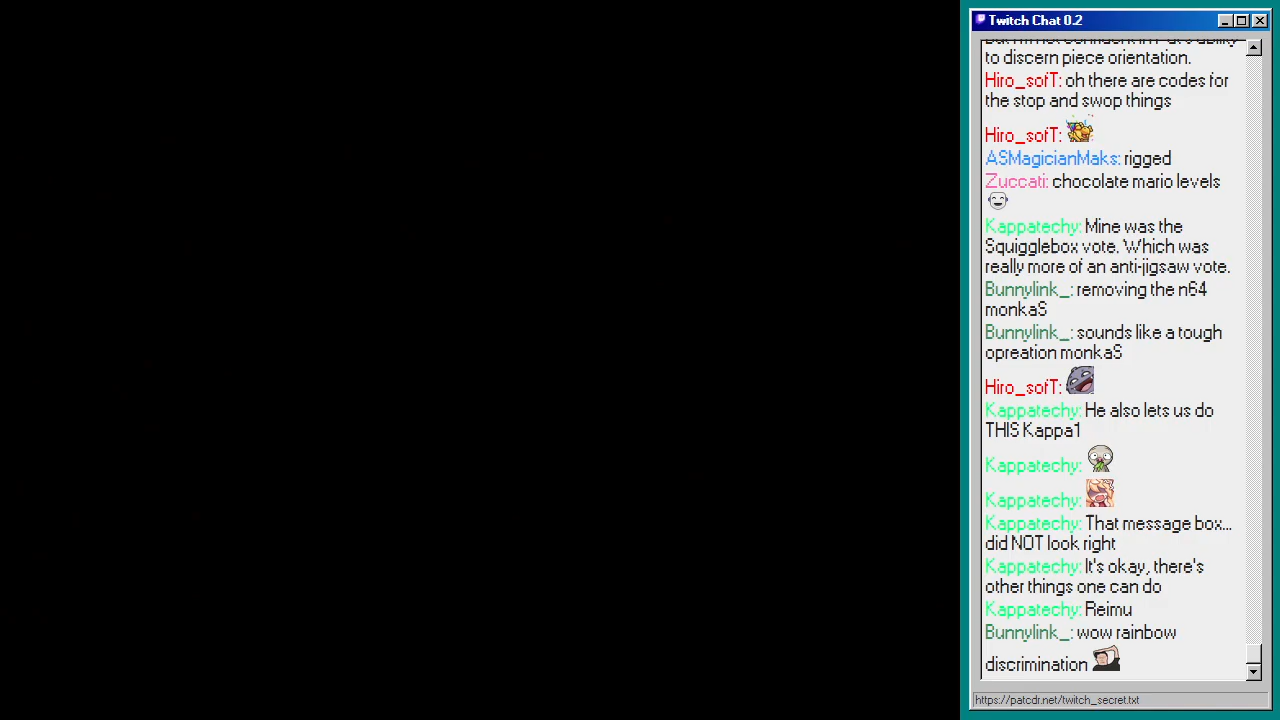 Twitch Chat 0.2
to discern piece orientation.
Hiro_sofT: oh there are codes for
the stop and swop things
Hiro_sofT:
ASMagicianMaks: rigged
Zuccati: chocolate mario levels
Kappatechy: Mine was the
Squigglebox vote. Which was
really more of an anti-jigsaw vote.
Bunnylink_: removing the n64
monkaS
Bunnylink_: sounds like a tough
opreation monkaS
Hiro_sofT:
Kappatechy: He also lets us do
THIS Kappa1
Kappatechy:
Kappatechy:
Kappatechy: That message box...
did NOT look right
Kappatechy: It's okay, there's
other things one can do
Kappatechy: Reimu
Bunnylink_: wow rainbow
discrimination
https://patcdr.net/twitch_secret.txt